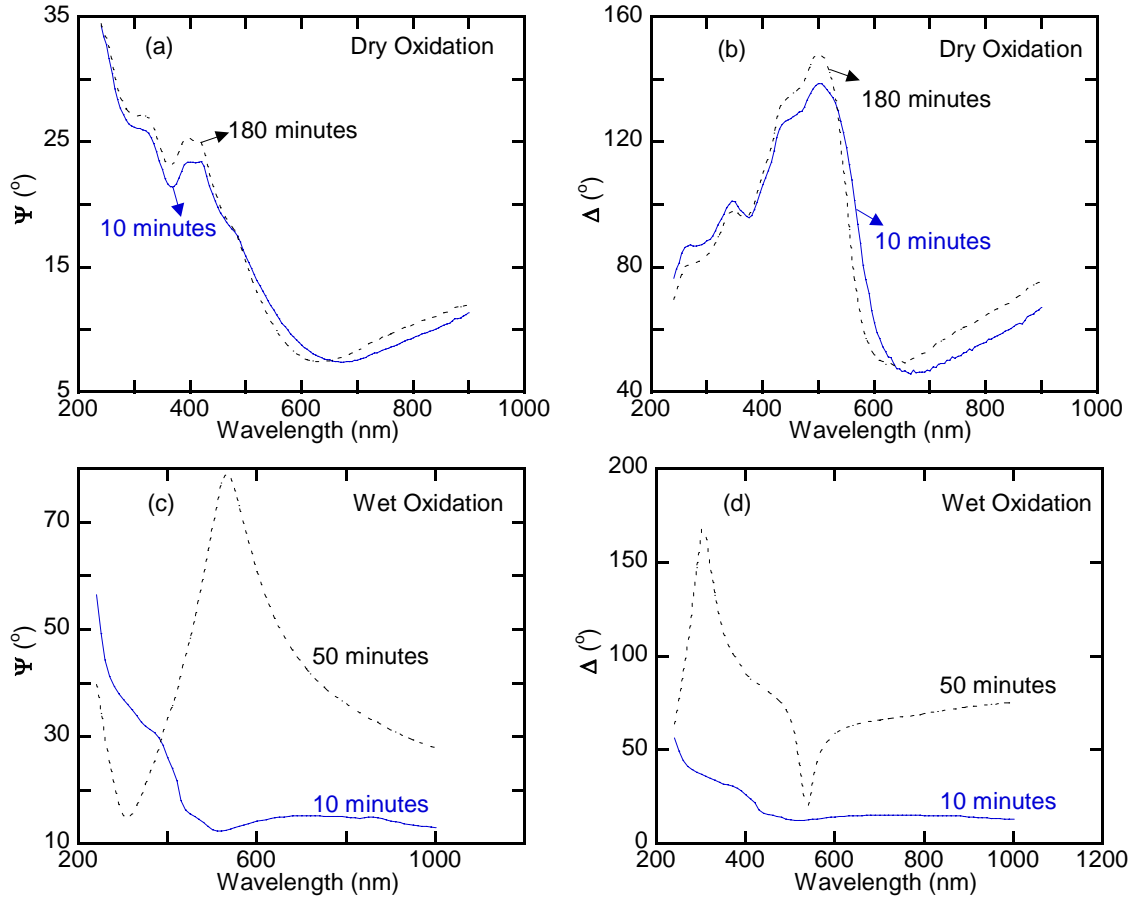 (a)
Dry Oxidation
Ψ (°)
35
25
15
5
180 minutes
10 minutes
200 400 600 800 1000
Wavelength (nm)
(b)
Dry Oxidation
Δ (°)
160
120
80
40
180 minutes
10 minutes
200 400 600 800 1000
Wavelength (nm)
(c)
Wet Oxidation
Ψ (°)
70
50
30
10
50 minutes
10 minutes
200 600 1000
Wavelength (nm)
(d)
Wet Oxidation
Δ (°)
200
150
100
50
0
50 minutes
10 minutes
200 400 600 800 1000 1200
Wavelength (nm)